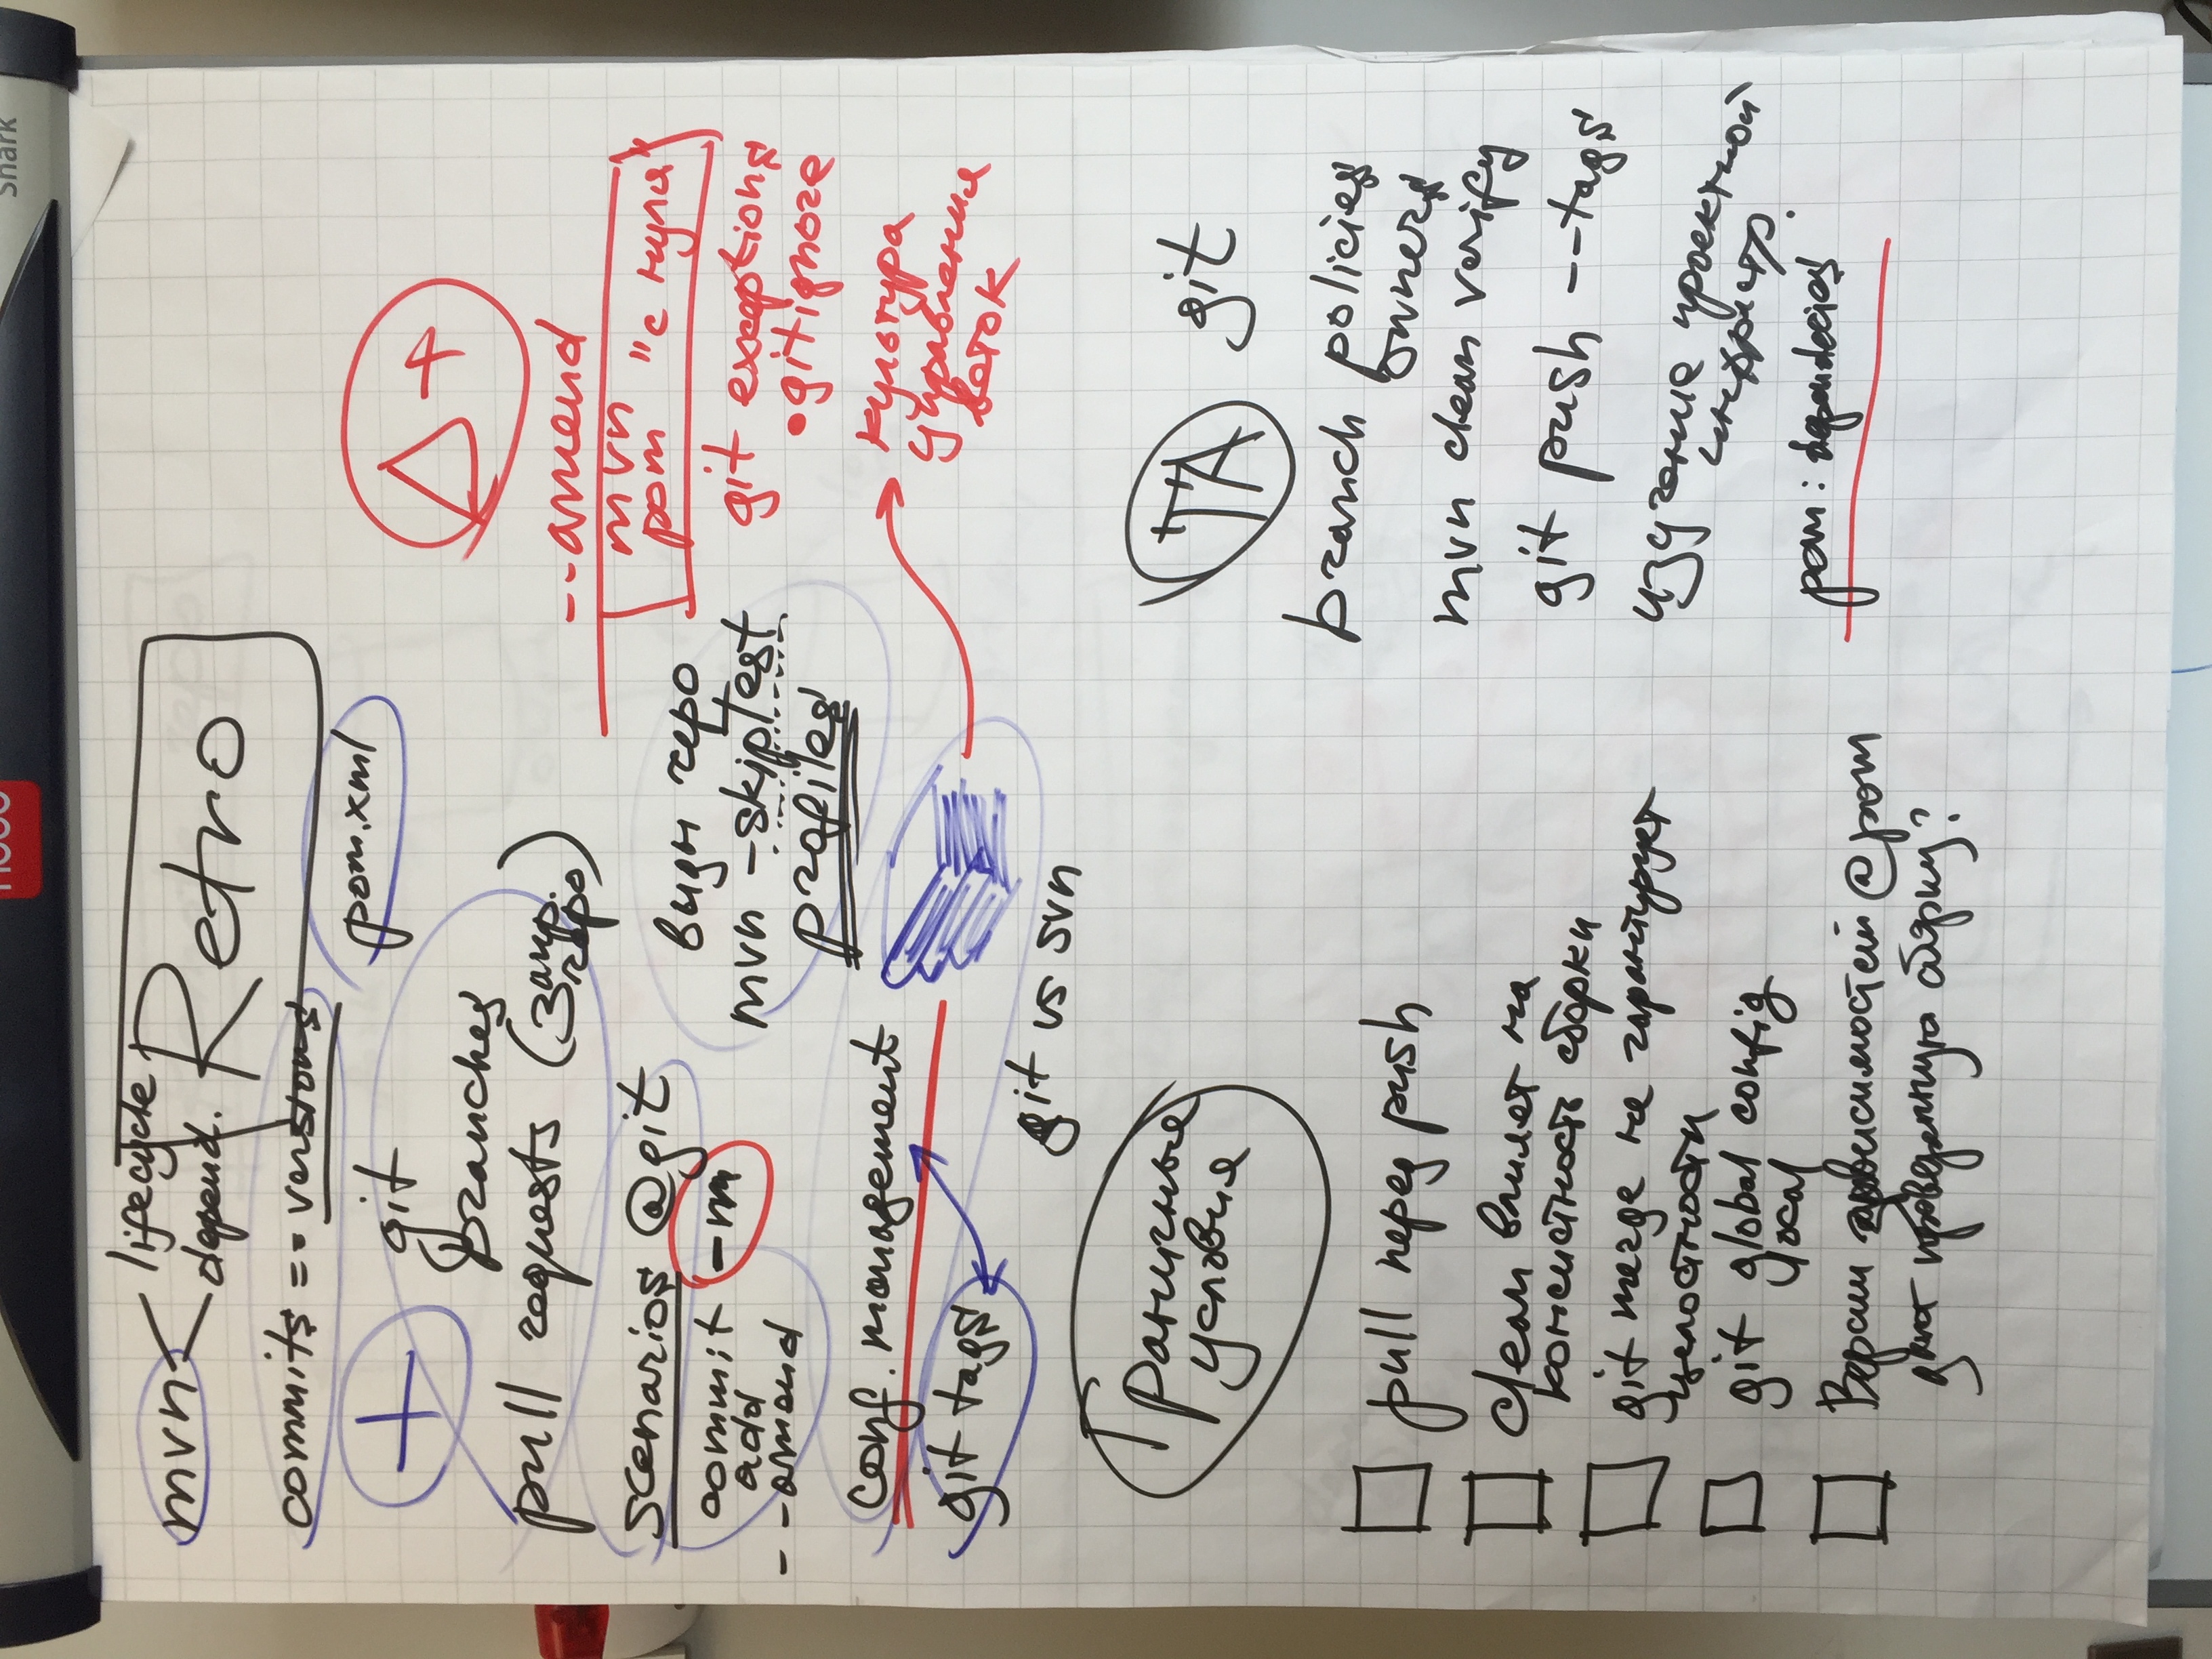 nobo
Shark
mvn
lifecycle
depend.
Retro
commits == versions
pom.xml
+
git
branches
pull requests (запр.
репо)
scenarios @git
commit -m
add
--amend
виды репо
mvn -skipTest
profiles
conf. management
git tags
git vs svn
Δ +
--amend
mvn
pom "с нуля"
git exceptions
.gitignore
культура
управления
веток
Граничные
условия
pull перед push
clean влияет на
консистность сборки
git merge не гарантирует
целостности
git global config
local
Версии зависимостей @pom
дают сборку?
TA
git
branch policies
owners
mvn clean verify
git push --tags
изучение проектной
инфрастр.
pom: dependecies